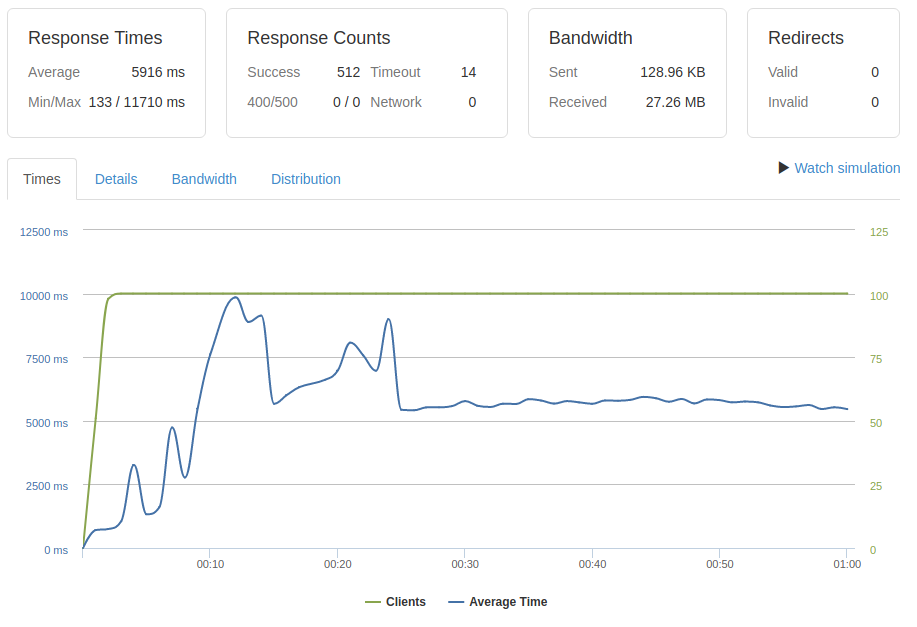 Response Times
Average 5916 ms
Min/Max 133 / 11710 ms
Response Counts
Success 512 Timeout 14
400/500 0 / 0 Network 0
Bandwidth
Sent 128.96 KB
Received 27.26 MB
Redirects
Valid 0
Invalid 0
Times Details Bandwidth Distribution
Watch simulation
12500 ms 125
10000 ms 100
7500 ms 75
5000 ms 50
2500 ms 25
0 ms 0
00:10 00:20 00:30 00:40 00:50 01:00
Clients Average Time